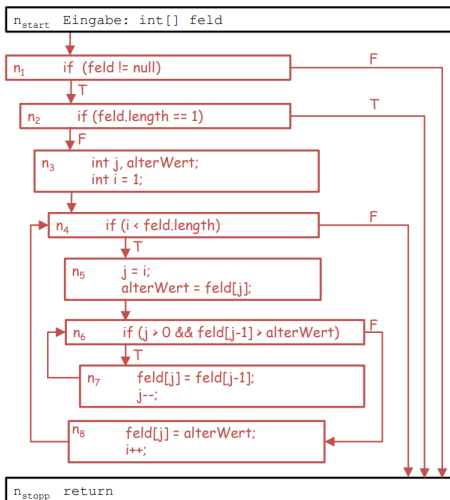 n_start Eingabe: int[] feld
n1 if (feld != null) F
T
n2 if (feld.length == 1) T
F
n3 int j, alterWert;
int i = 1;
n4 if (i < feld.length) F
T
n5 j = i;
alterWert = feld[j];
n6 if (j > 0 && feld[j-1] > alterWert) F
T
n7 feld[j] = feld[j-1];
j--;
n8 feld[j] = alterWert;
i++;
n_stopp return